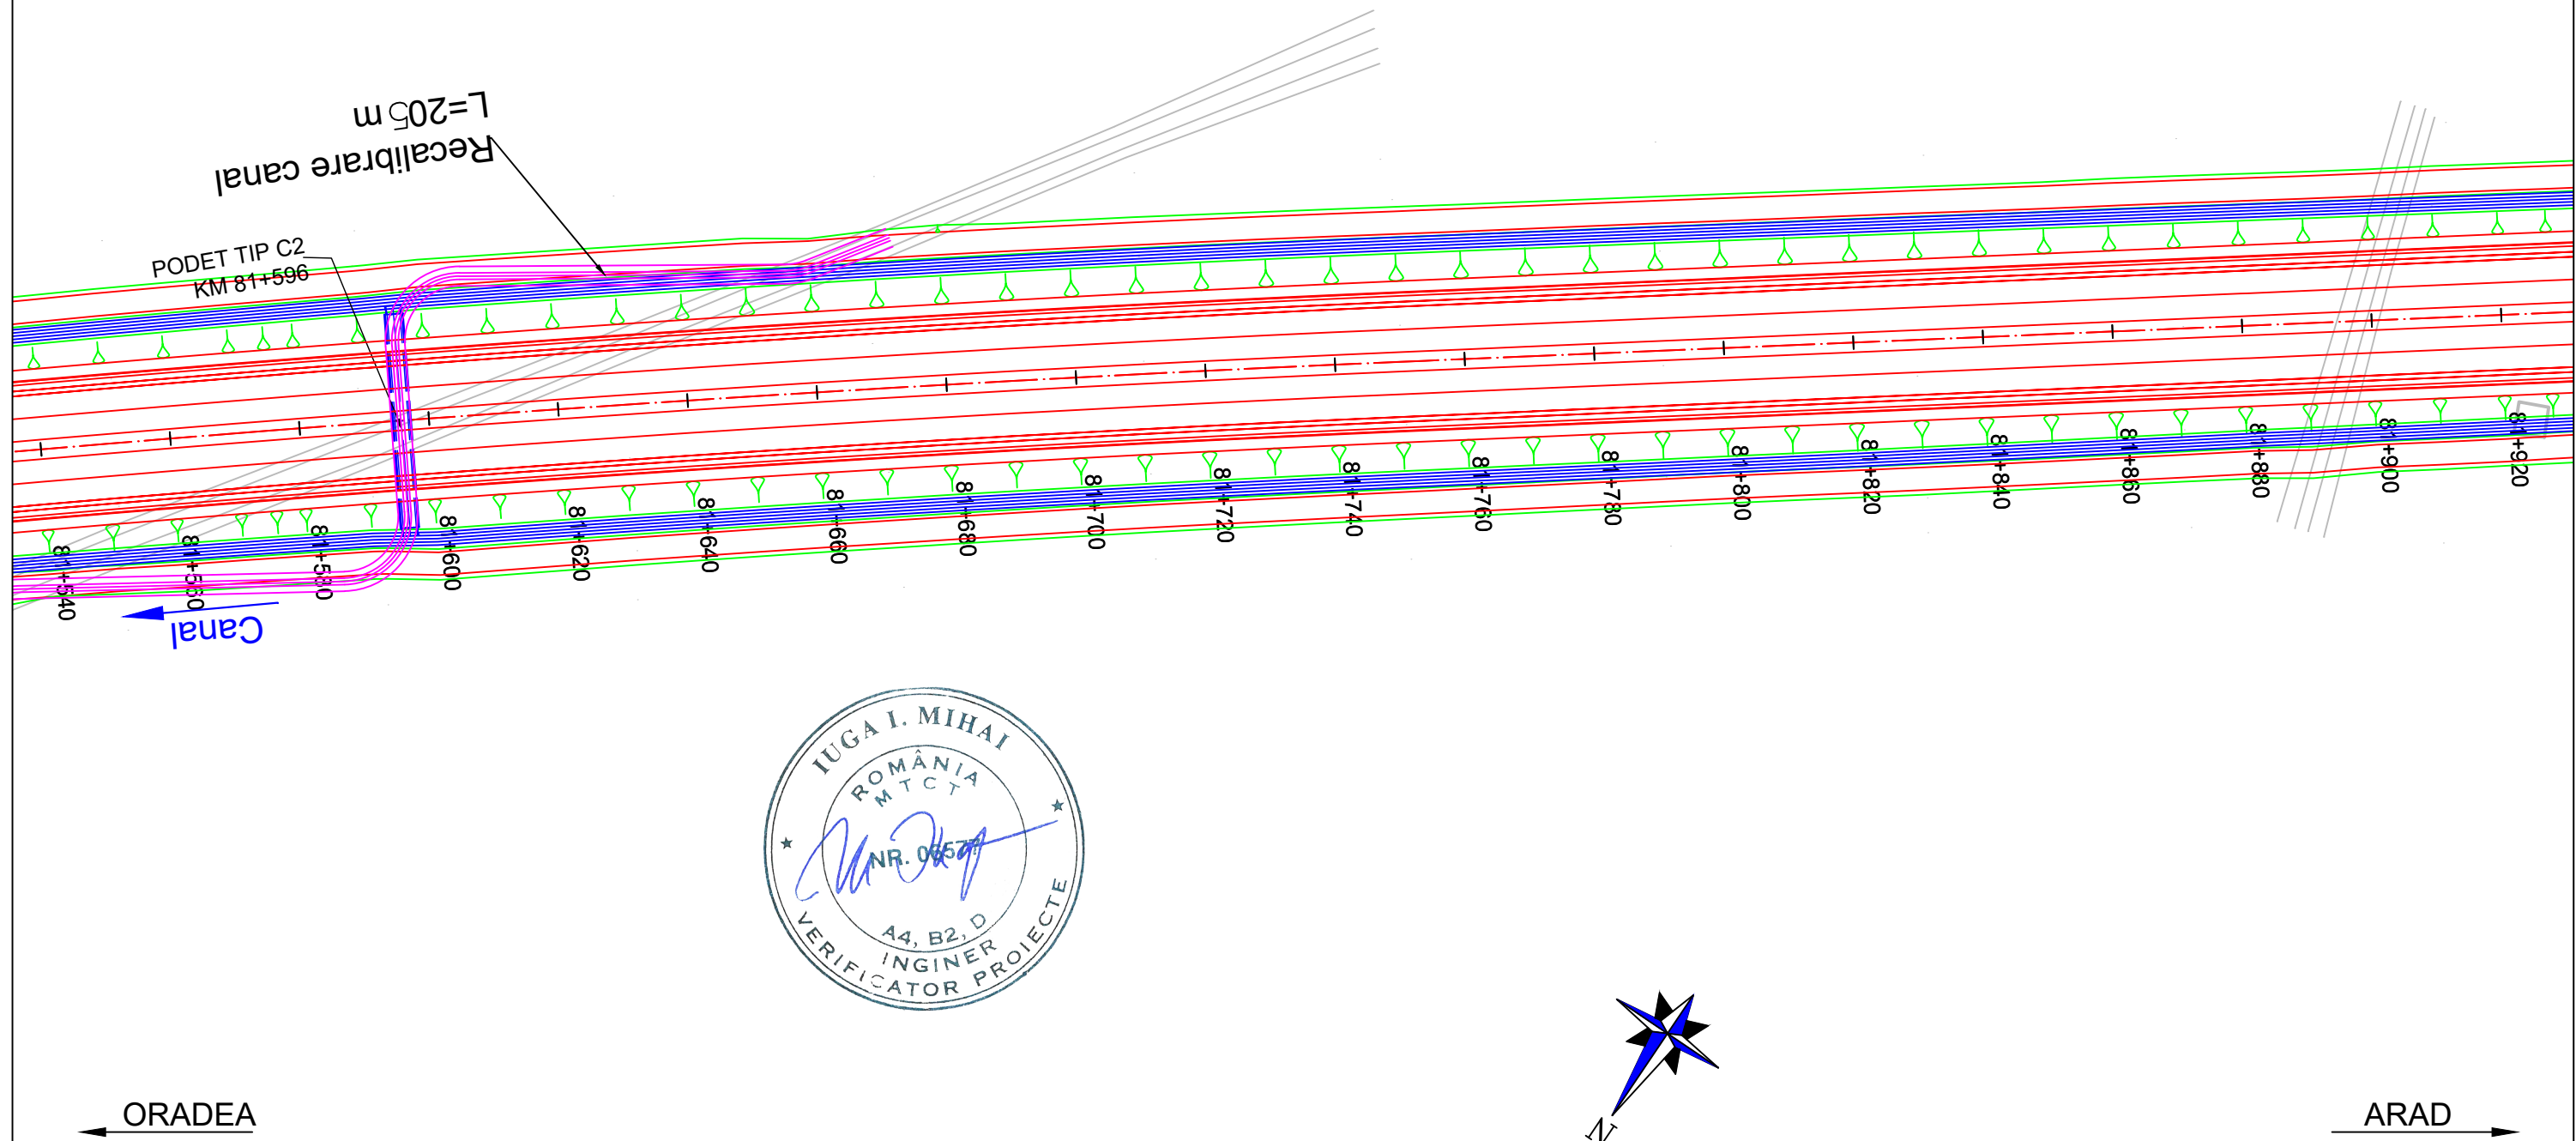 Recalibrare canal
L=205 m
PODET TIP C2
KM 81+596
81+540
81+560
81+580
81+600
81+620
81+640
81+660
81+680
81+700
81+720
81+740
81+760
81+780
81+800
81+820
81+840
81+860
81+880
81+900
81+920
Canal
IUGA I. MIHAI
ROMÂNIA
M T C T
NR. 06577
A4, B2, D
INGINER
VERIFICATOR PROIECTE
N
ORADEA
ARAD